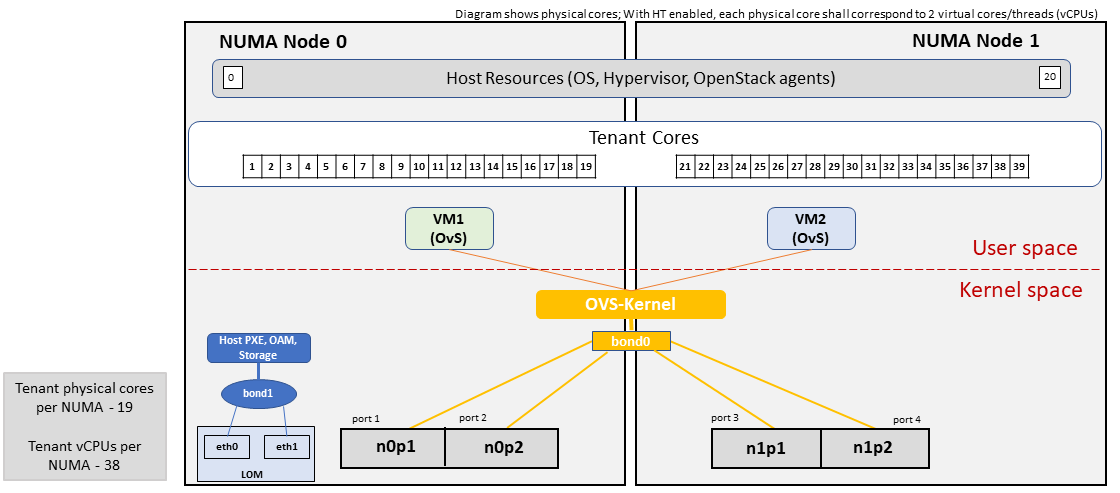 Diagram shows physical cores; With HT enabled, each physical core shall correspond to 2 virtual cores/threads (vCPUs)
NUMA Node 0
NUMA Node 1
0
Host Resources (OS, Hypervisor, OpenStack agents)
20
Tenant Cores
1 2 3 4 5 6 7 8 9 10 11 12 13 14 15 16 17 18 19
21 22 23 24 25 26 27 28 29 30 31 32 33 34 35 36 37 38 39
VM1
(OvS)
VM2
(OvS)
User space
Kernel space
OVS-Kernel
bond0
Host PXE, OAM,
Storage
bond1
eth0
eth1
LOM
port 1
port 2
n0p1
n0p2
port 3
port 4
n1p1
n1p2
Tenant physical cores
per NUMA - 19
Tenant vCPUs per
NUMA - 38